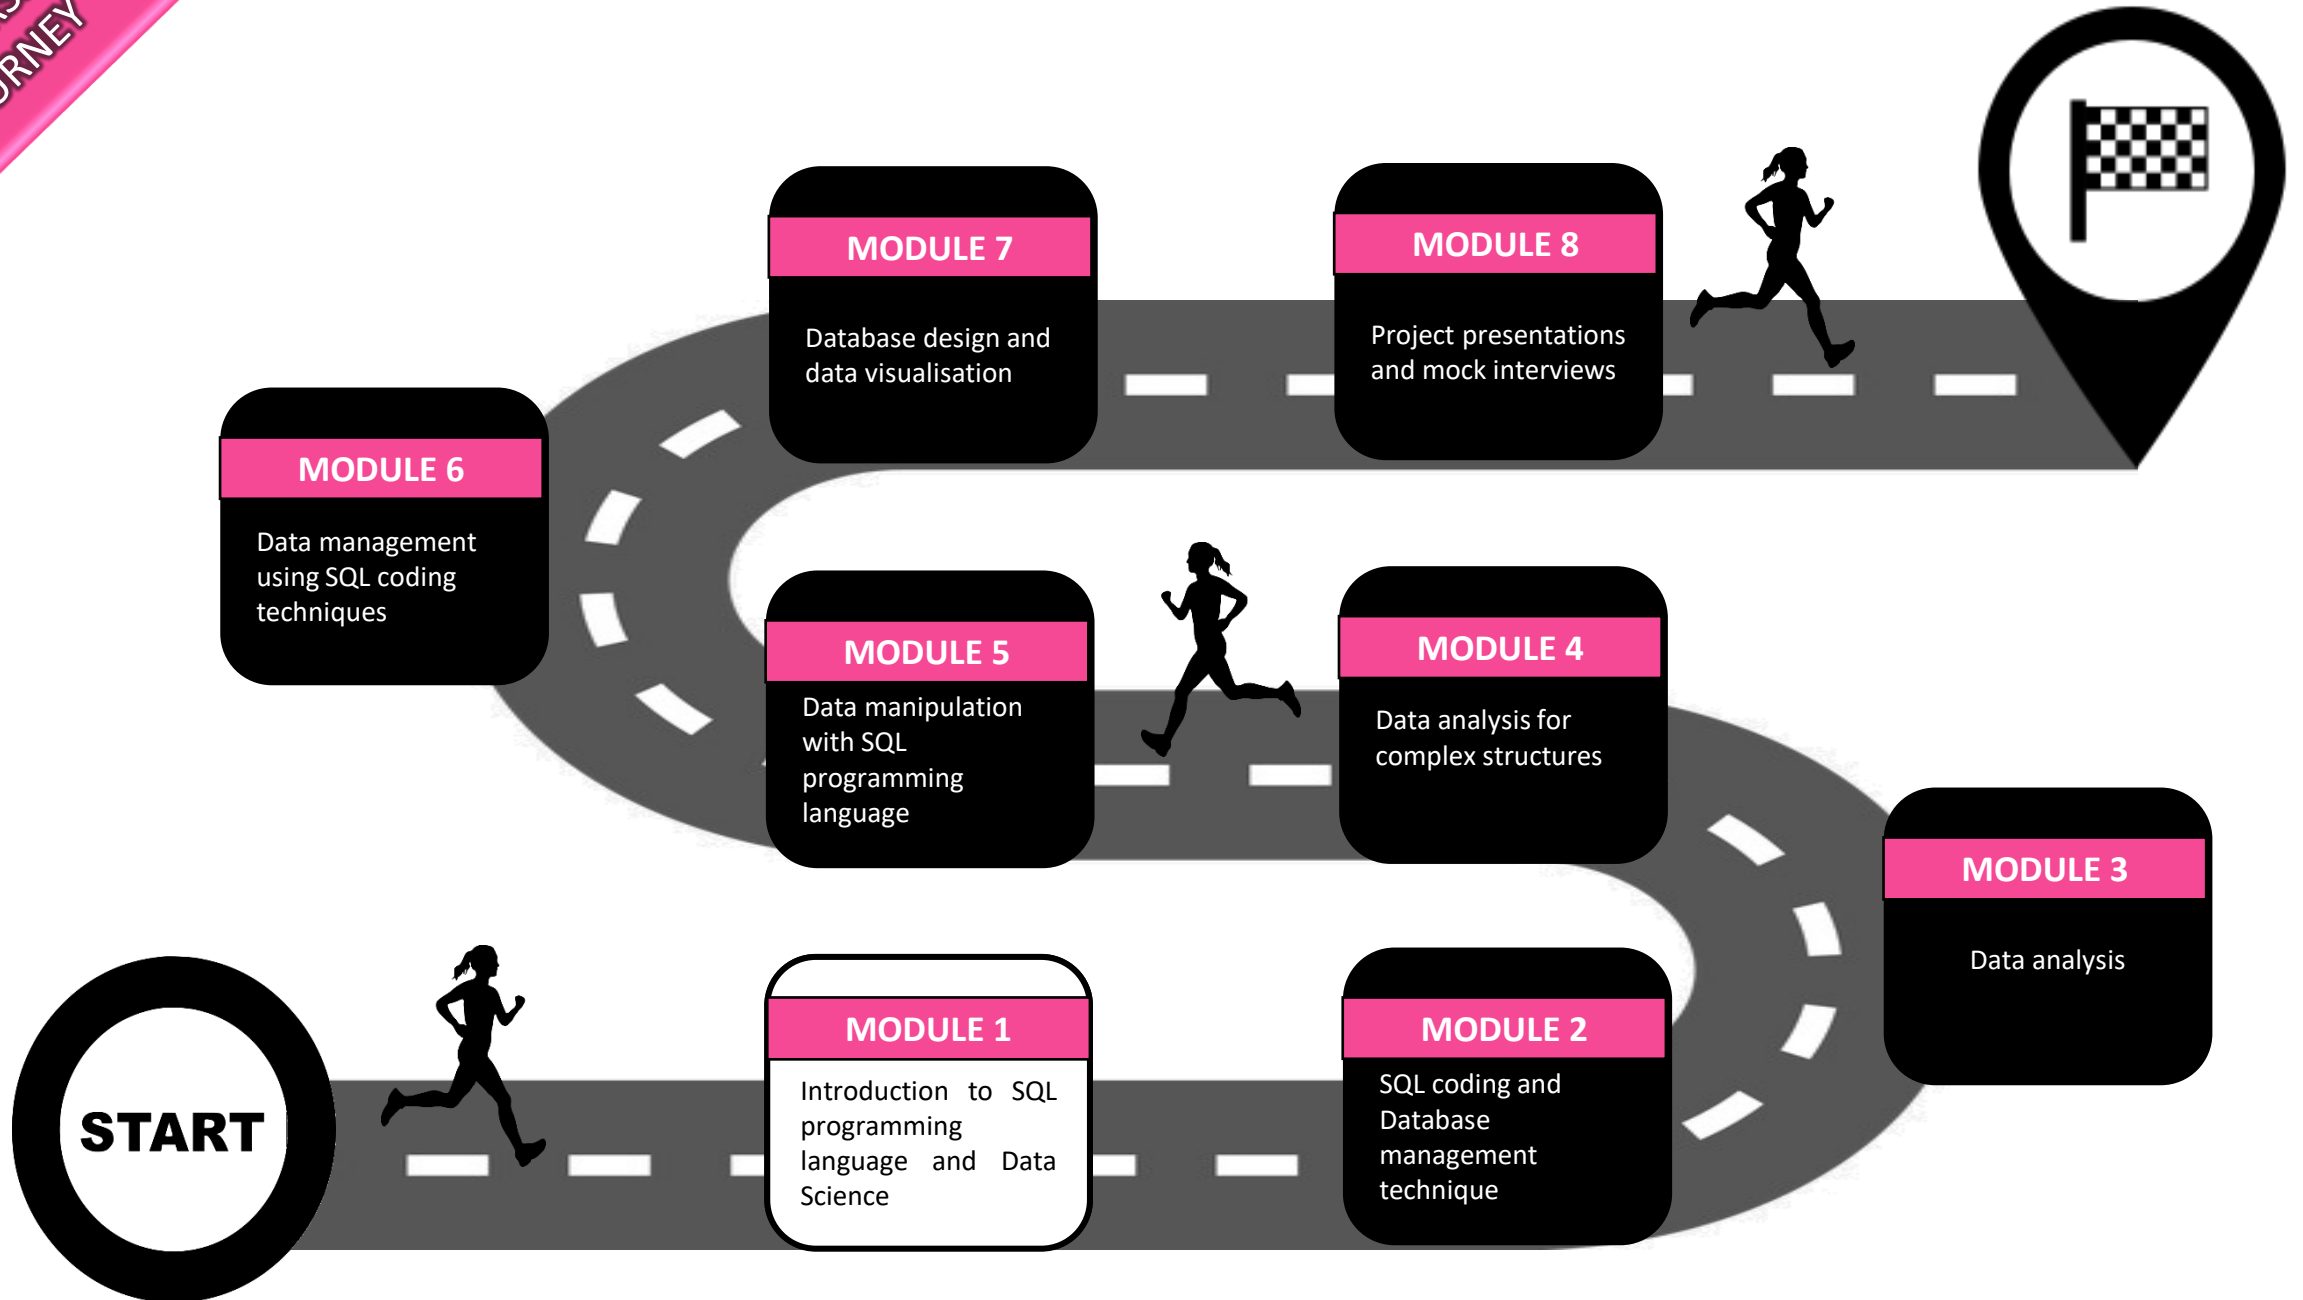 START
MODULE 1
Introduction to SQL
programming
language and Data
Science
MODULE 2
SQL coding and
Database
management
technique
MODULE 3
Data analysis
MODULE 4
Data analysis for
complex structures
MODULE 5
Data manipulation
with SQL
programming
language
MODULE 6
Data management
using SQL coding
techniques
MODULE 7
Database design and
data visualisation
MODULE 8
Project presentations
and mock interviews